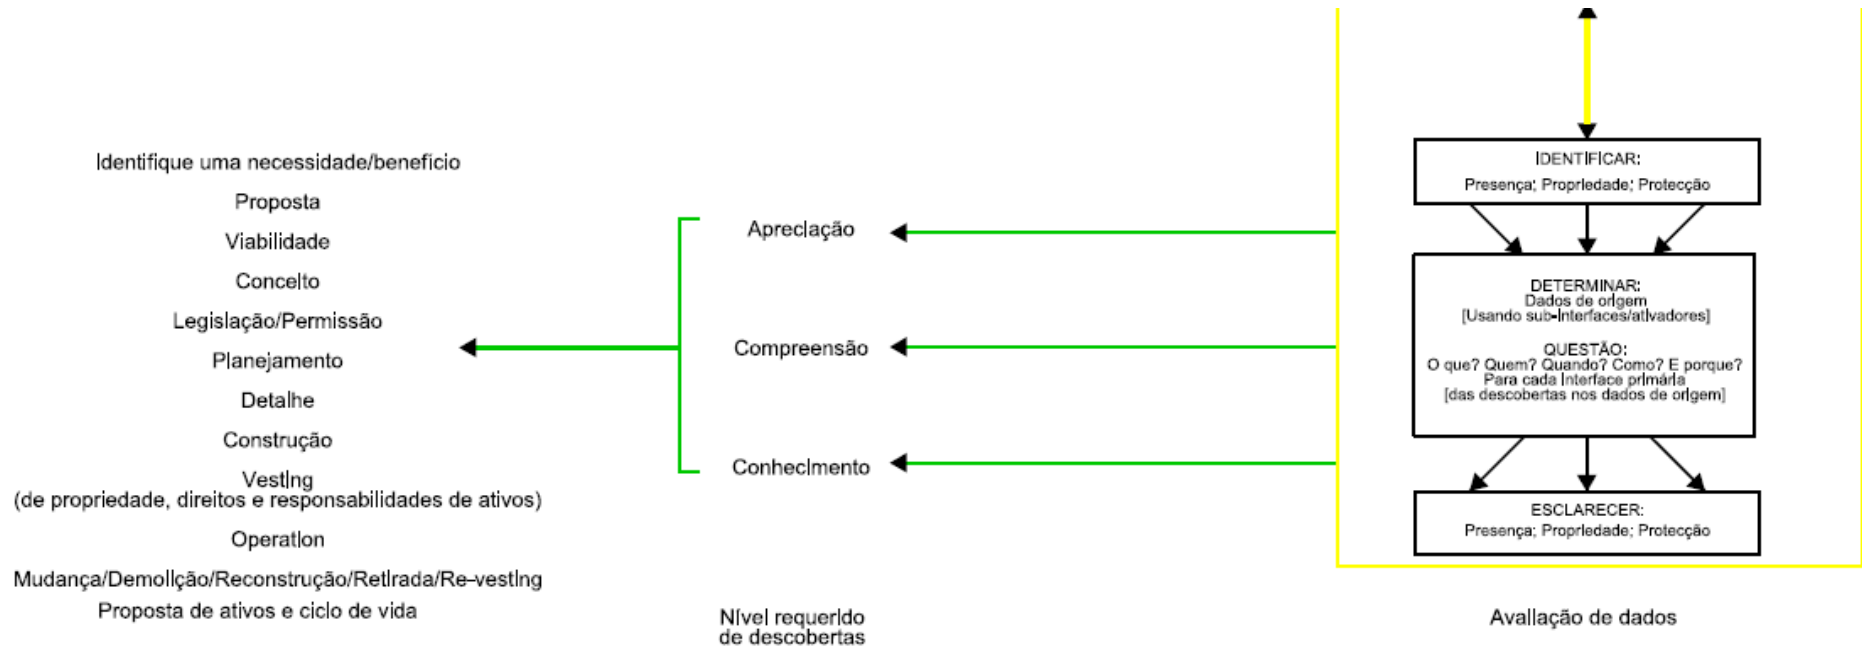 Identifique uma necessidade/benefício
Proposta
Viabilidade
Conceito
Legislação/Permissão
Planejamento
Detalhe
Construção
Vesting
(de propriedade, direitos e responsabilidades de ativos)
Operation
Mudança/Demolição/Reconstrução/Retirada/Re-vesting
Proposta de ativos e ciclo de vida
Apreciação
Compreensão
Conhecimento
Nível requerido
de descobertas
IDENTIFICAR:
Presença; Propriedade; Protecção
DETERMINAR:
Dados de origem
[Usando sub-interfaces/ativadores]
QUESTÃO:
O que? Quem? Quando? Como? E porque?
Para cada interface primária
[das descobertas nos dados de origem]
ESCLARECER:
Presença; Propriedade; Protecção
Avaliação de dados